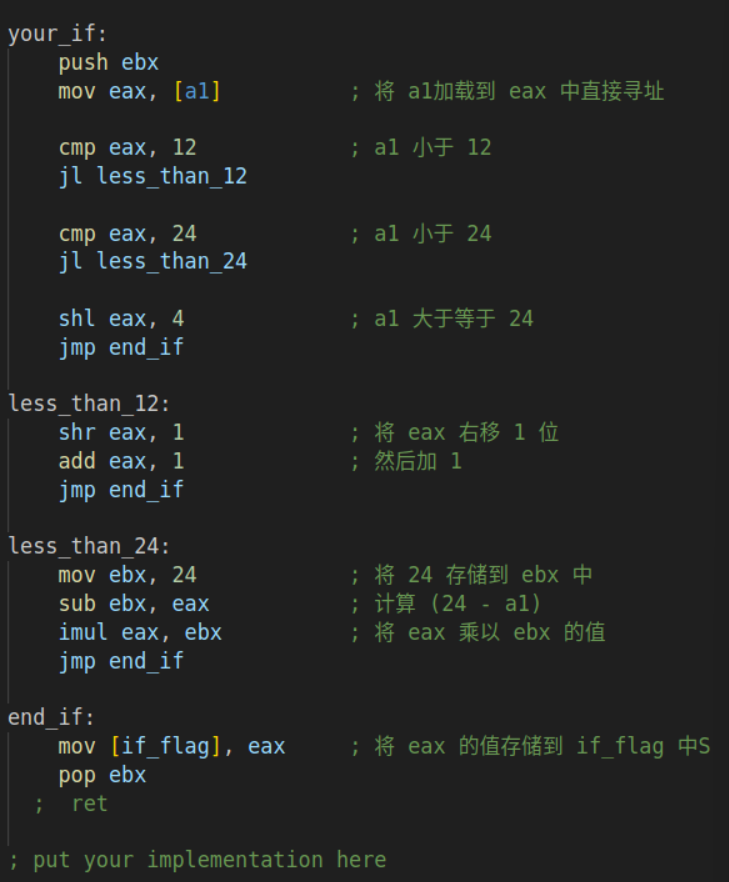 your_if:
push ebx
mov eax, [a1] ; 将 a1加载到 eax 中直接寻址
cmp eax, 12 ; a1 小于 12
jl less_than_12
cmp eax, 24 ; a1 小于 24
jl less_than_24
shl eax, 4 ; a1 大于等于 24
jmp end_if
less_than_12:
shr eax, 1 ; 将 eax 右移 1 位
add eax, 1 ; 然后加 1
jmp end_if
less_than_24:
mov ebx, 24 ; 将 24 存储到 ebx 中
sub ebx, eax ; 计算 (24 - a1)
imul eax, ebx ; 将 eax 乘以 ebx 的值
jmp end_if
end_if:
mov [if_flag], eax ; 将 eax 的值存储到 if_flag 中S
pop ebx
; ret
; put your implementation here